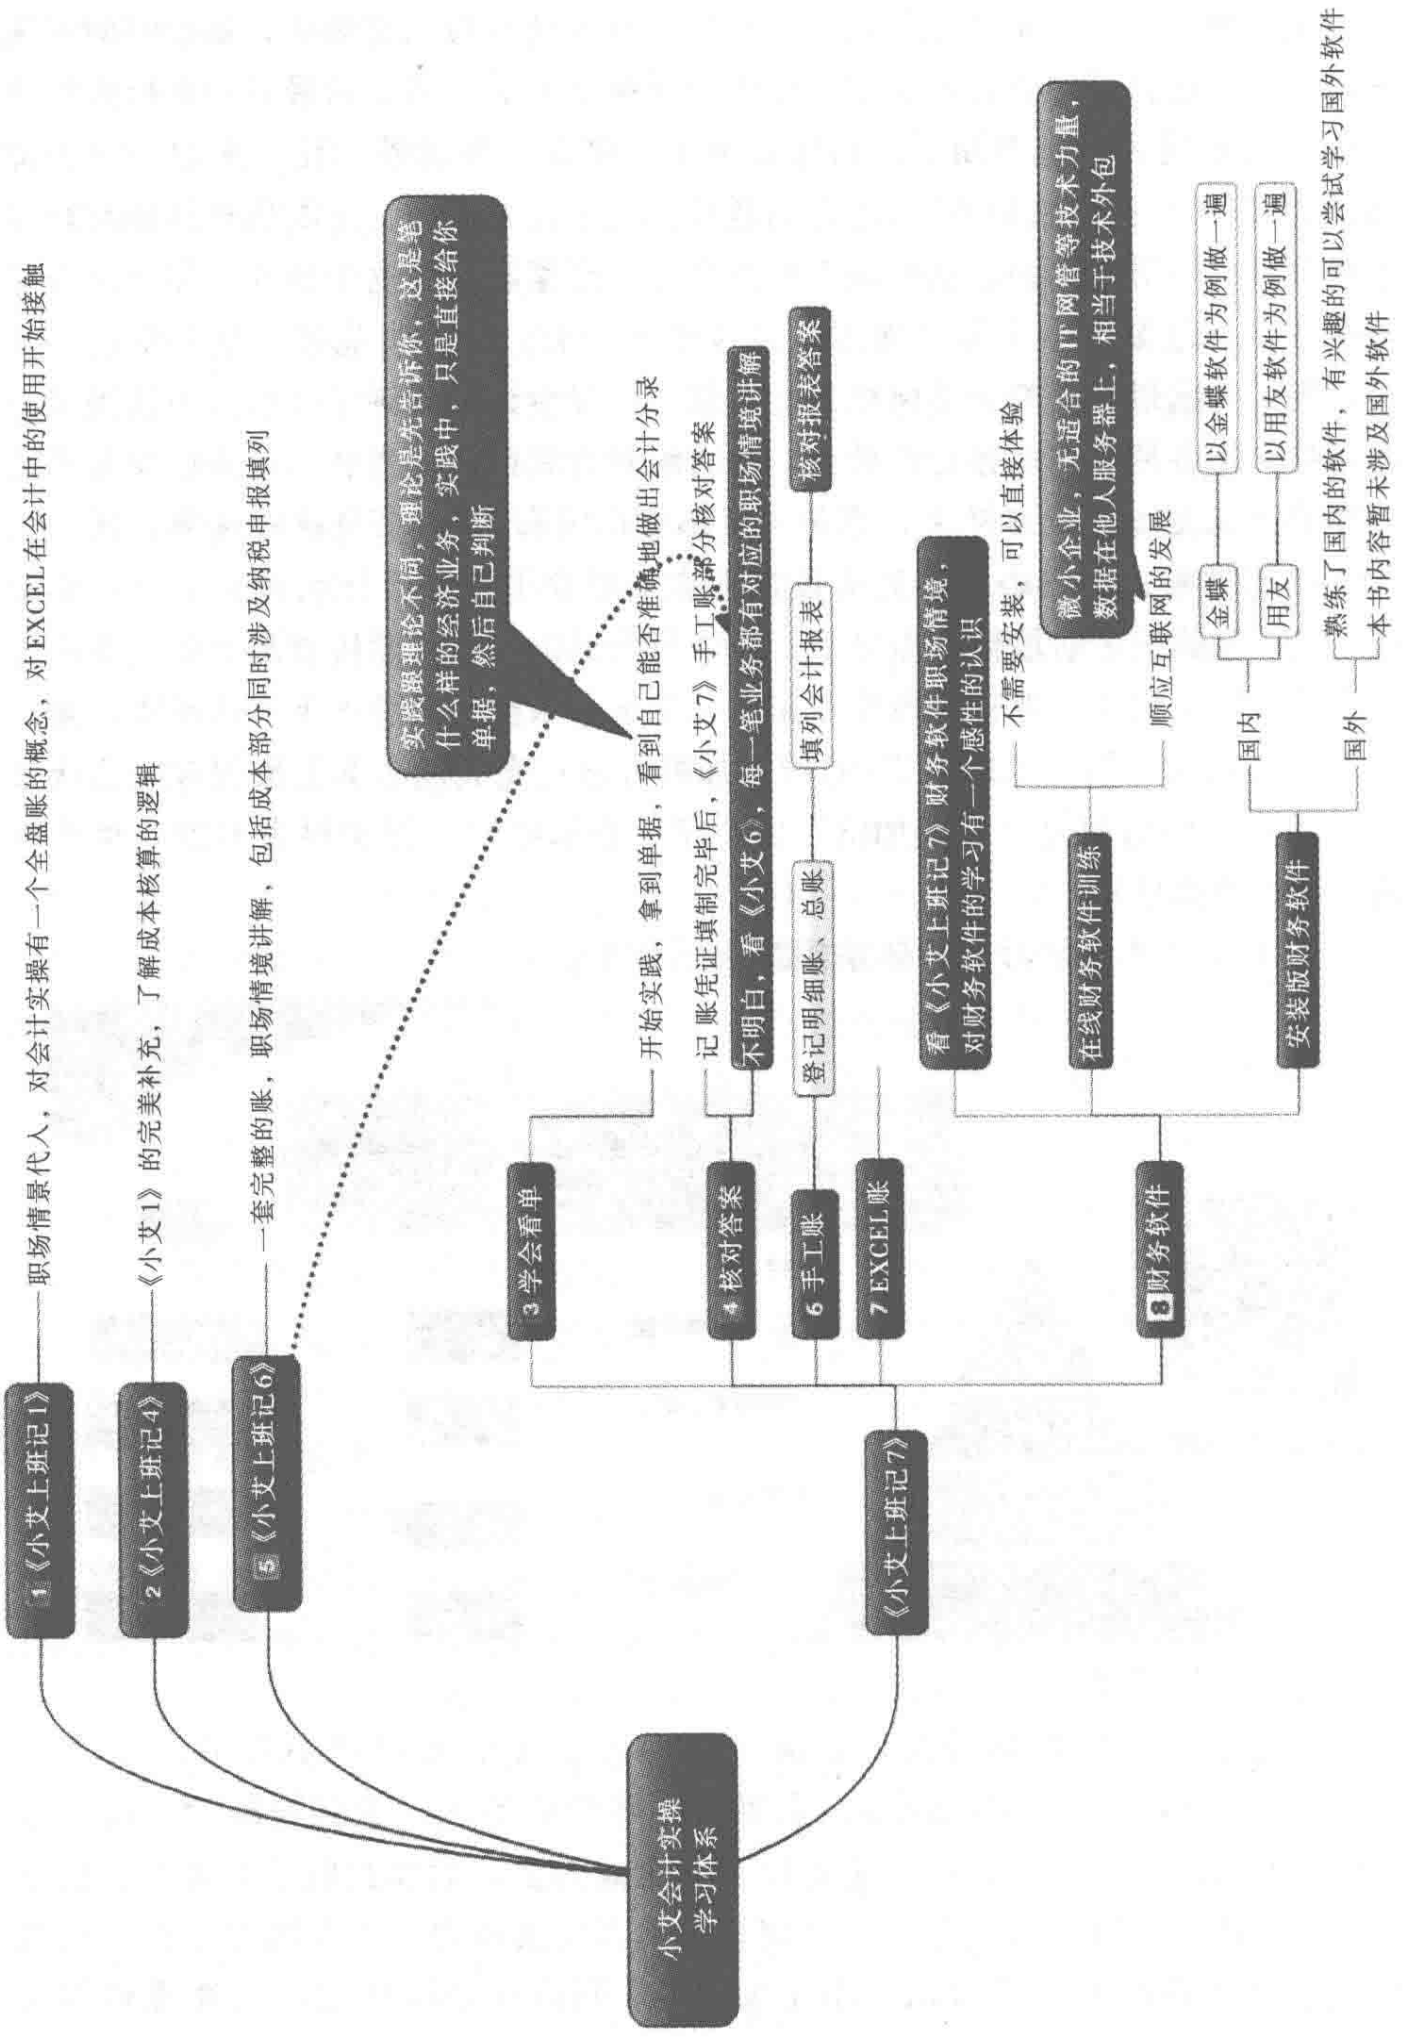 小艾会计实操
学习体系
1《小艾上班记1》
职场情景代人，对会计实操有一个全盘账的概念，对EXCEL在会计中的使用开始接触
2《小艾上班记4》
《小艾1》的完美补充，了解成本核算的逻辑
5《小艾上班记6》
一套完整的账，职场情境讲解，包括成本部分同时涉及纳税申报填列
《小艾上班记7》
3 学会看单
开始实践，拿到单据，看到自己能否准确地做出会计分录
实践跟理论不同，理论是先告诉你，这是笔
什么样的经济业务，实践中，只是直接给你
单据，然后自己判断
4 核对答案
记账凭证填制完毕后，《小艾7》手工账部分核对答案
不明白，看《小艾6》，每一笔业务都有对应的职场情境讲解
6 手工账
登记明细账、总账
填列会计报表
核对报表答案
7 EXCEL账
8 财务软件
看《小艾上班记7》财务软件职场情境，
对财务软件的学习有一个感性的认识
在线财务软件训练
不需要安装，可以直接体验
顺应互联网的发展
微小企业，无适合的IT网管等技术力量，
数据在他人服务器上，相当于技术外包
安装版财务软件
国内
金蝶
以金蝶软件为例做一遍
用友
以用友软件为例做一遍
国外
熟练了国内的软件，有兴趣的可以尝试学习国外软件
本书内容暂未涉及国外软件